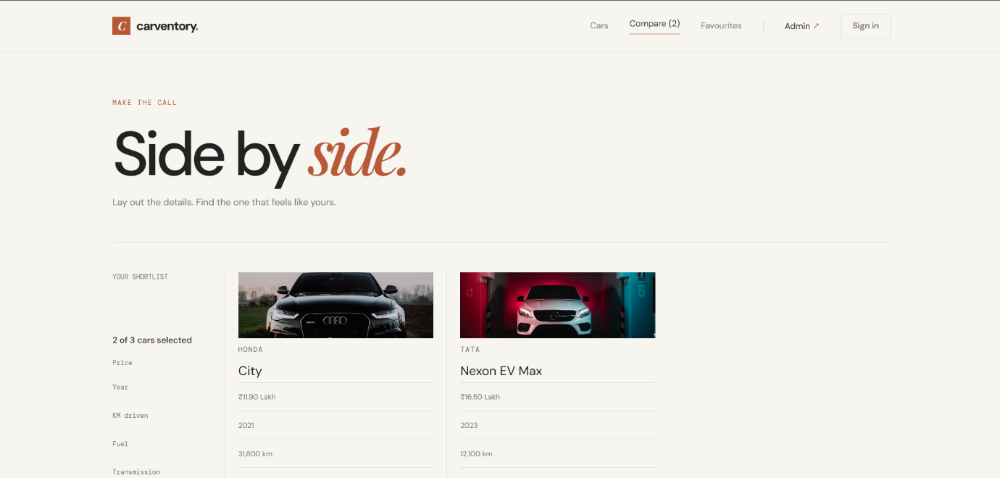 C carventory.
Cars Compare (2) Favourites Admin ↗ Sign in
MAKE THE CALL
Side by side.
Lay out the details. Find the one that feels like yours.
YOUR SHORTLIST
2 of 3 cars selected
Price
Year
KM driven
Fuel
Transmission
HONDA
City
₹11.90 Lakh
2021
31,800 km
TATA
Nexon EV Max
₹16.50 Lakh
2023
12,100 km